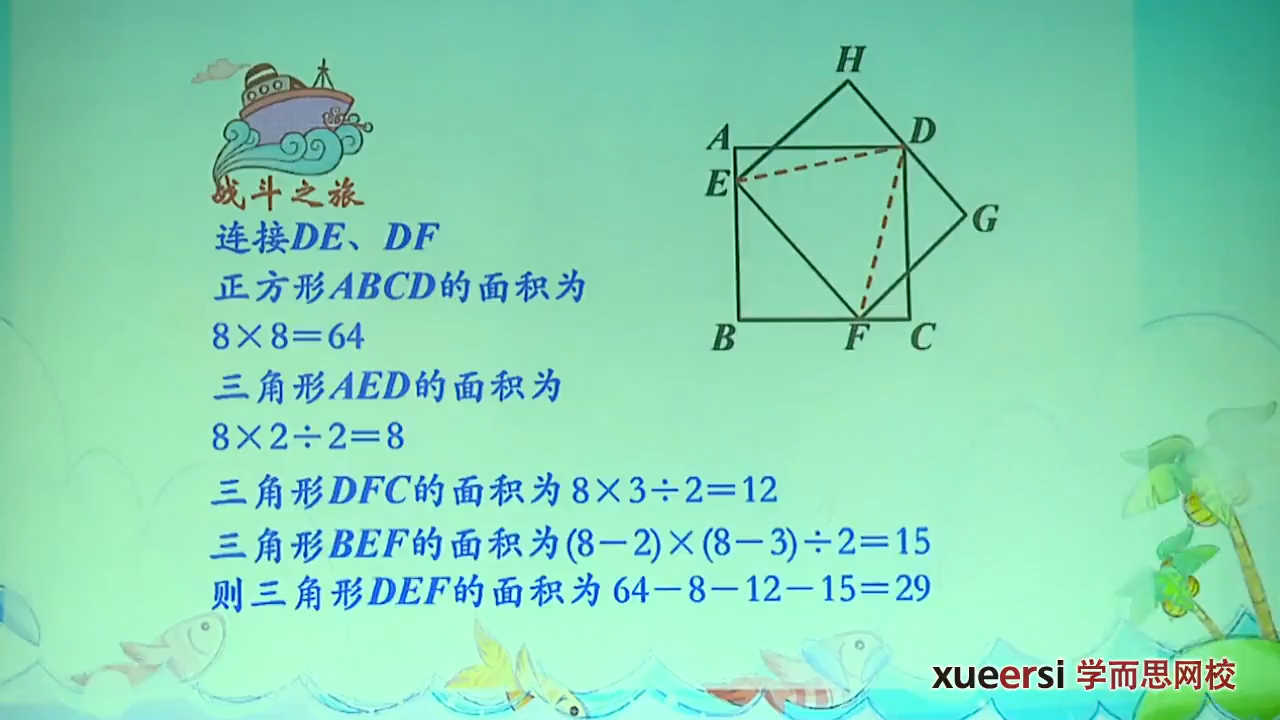 H
A
D
E
G
B
F
C
战斗之旅
连接DE、DF
正方形ABCD的面积为
8×8=64
三角形AED的面积为
8×2÷2=8
三角形DFC的面积为8×3÷2=12
三角形BEF的面积为(8-2)×(8-3)÷2=15
则三角形DEF的面积为64-8-12-15=29
xueersi 学而思网校